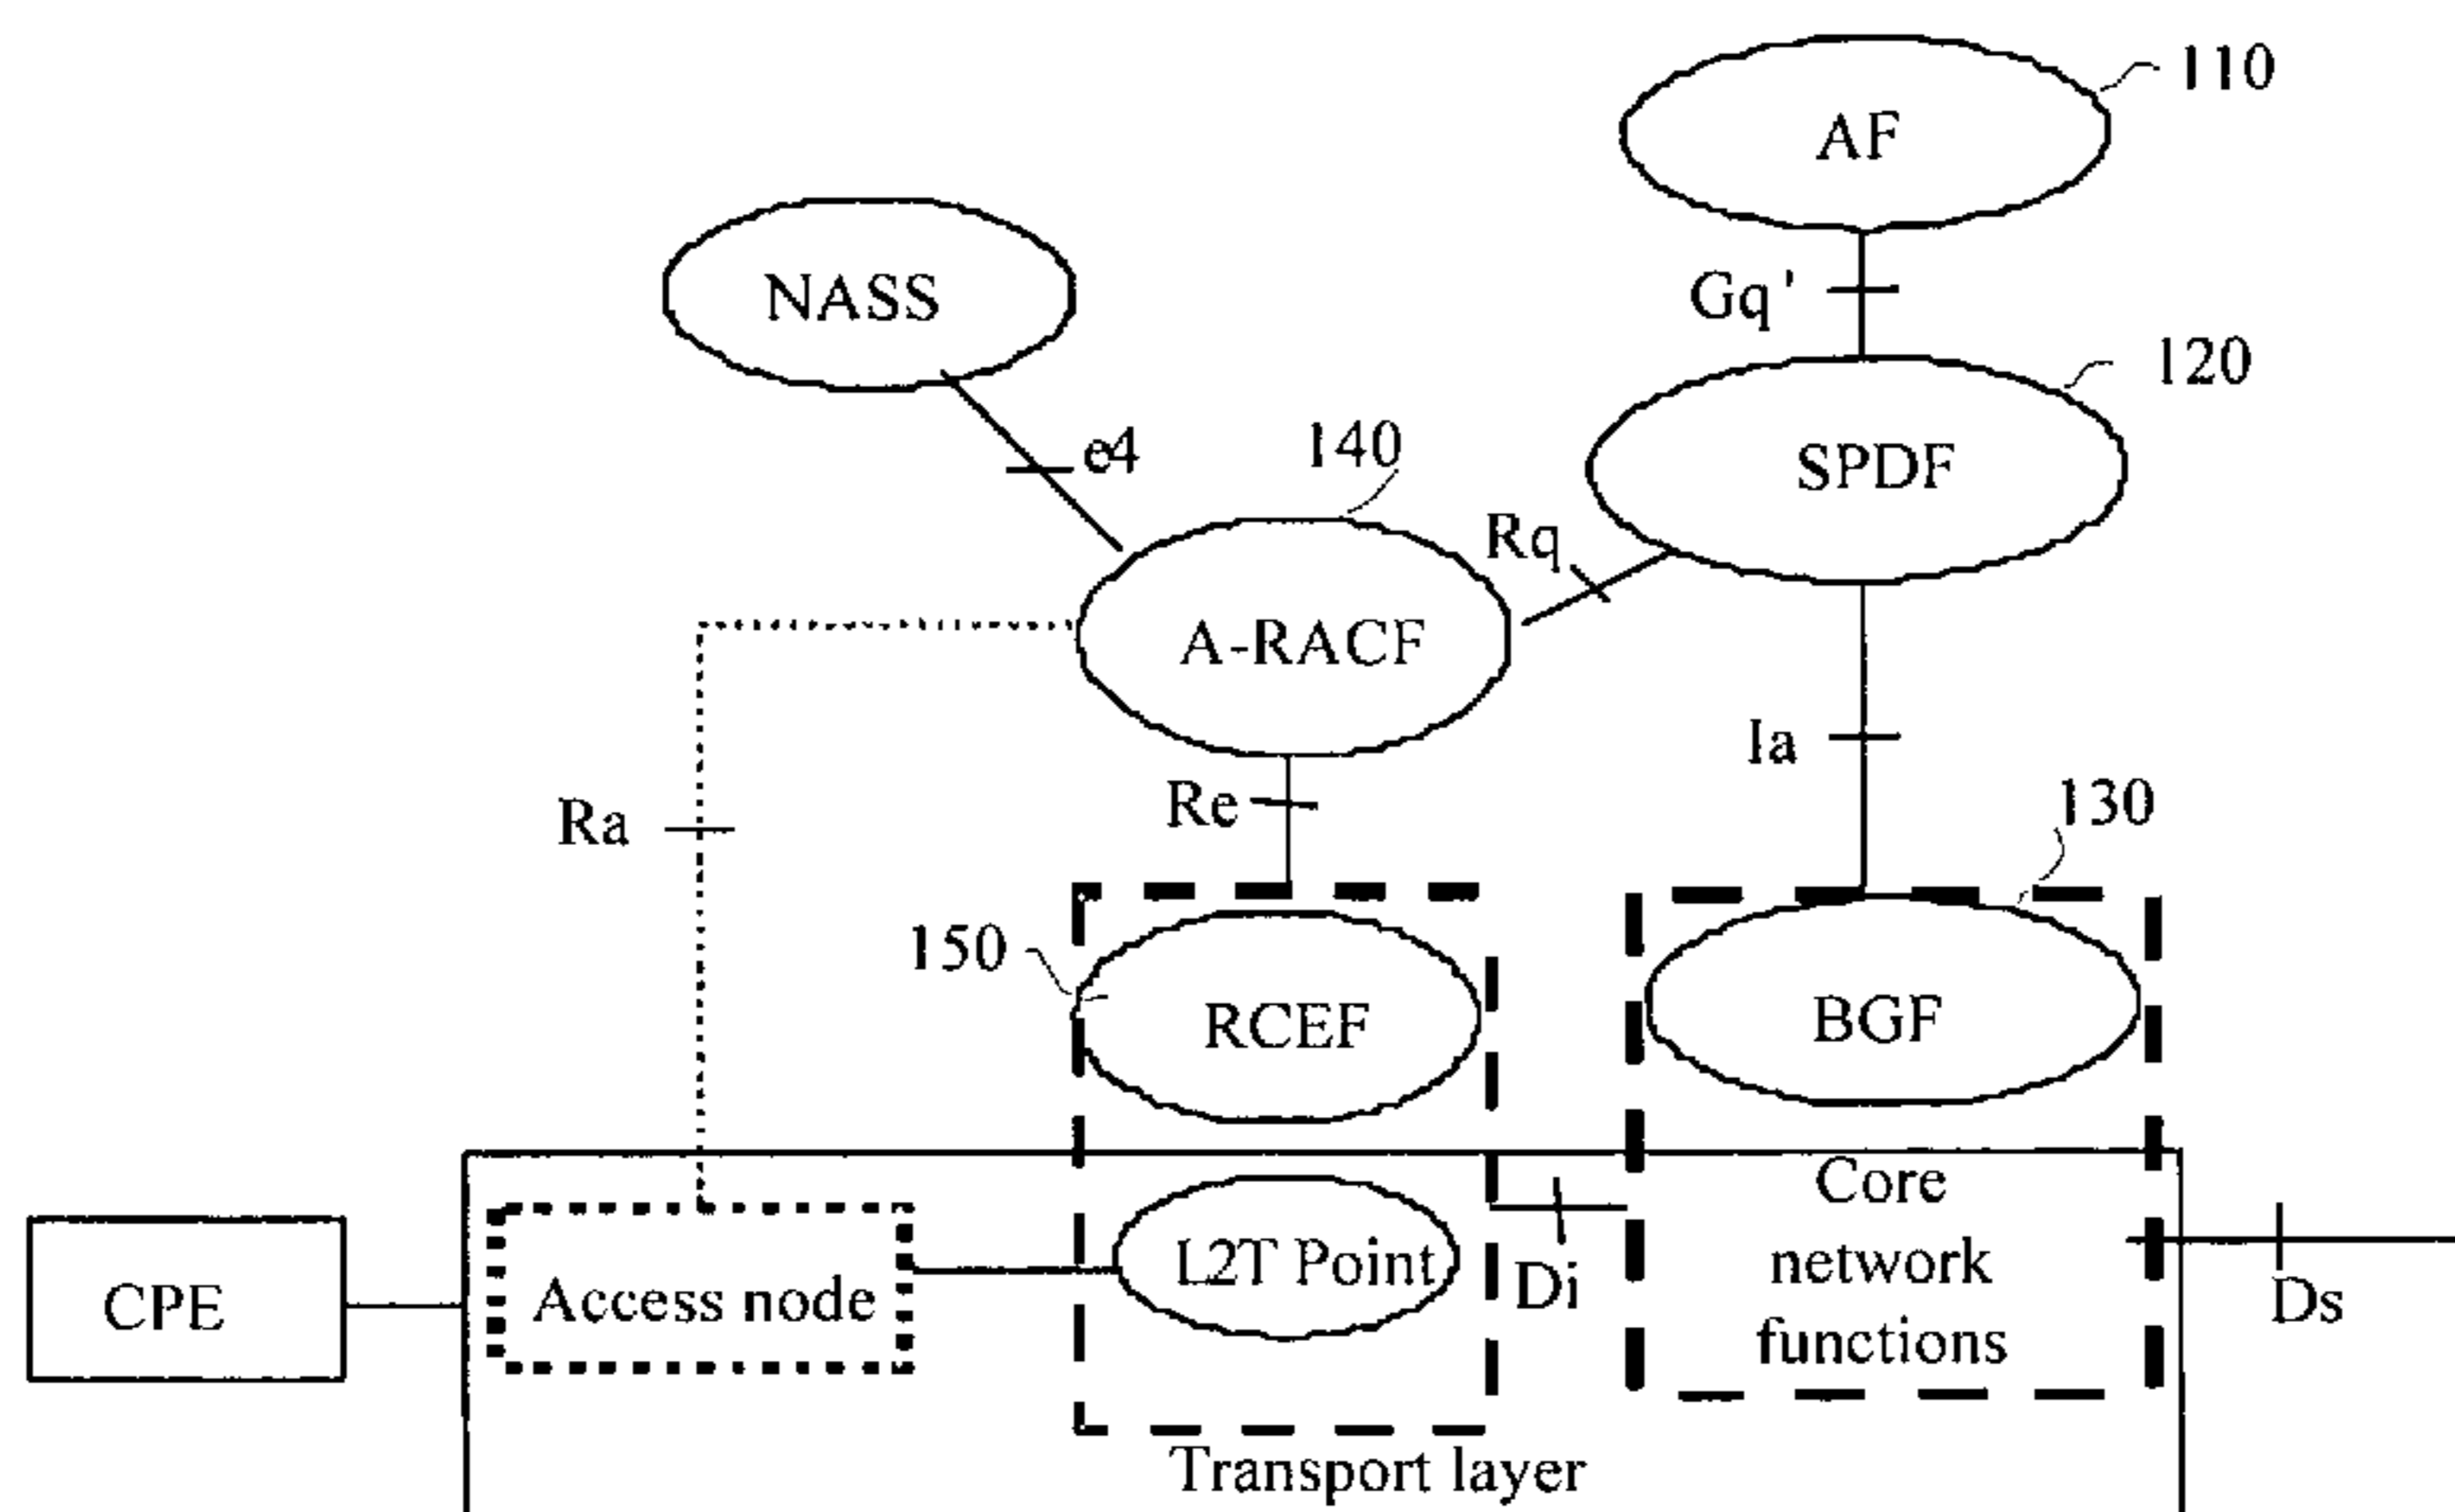 110
AF
NASS
Gq'
120
e4
140
SPDF
Rq
A-RACF
Ia
Re
130
Ra
150
RCEF
BGF
Core
network
functions
L2T Point
Access node
CPE
Di
Ds
Transport layer